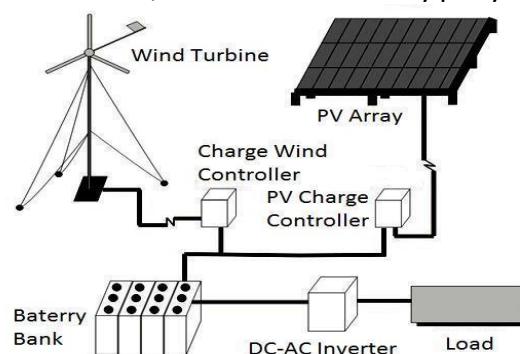 Wind Turbine
PV Array
Charge Wind
Controller
PV Charge
Controller
Baterry
Bank
DC-AC Inverter
Load